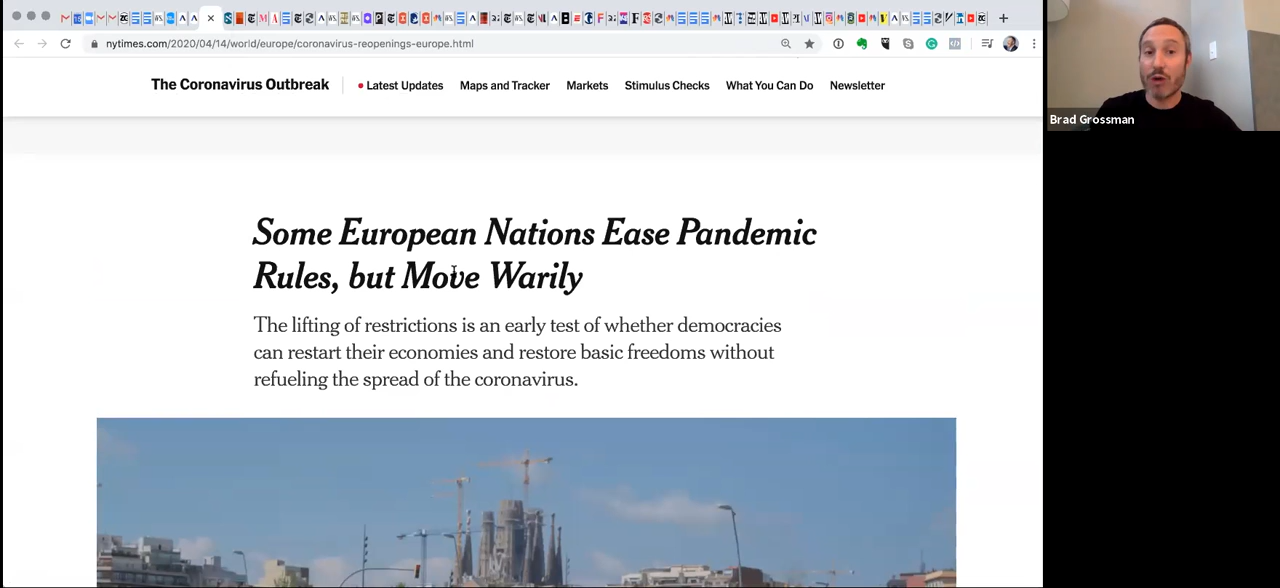 nytimes.com/2020/04/14/world/europe/coronavirus-reopenings-europe.html
The Coronavirus Outbreak
Latest Updates
Maps and Tracker
Markets
Stimulus Checks
What You Can Do
Newsletter
Brad Grossman
Some European Nations Ease Pandemic
Rules, but Move Warily
The lifting of restrictions is an early test of whether democracies
can restart their economies and restore basic freedoms without
refueling the spread of the coronavirus.